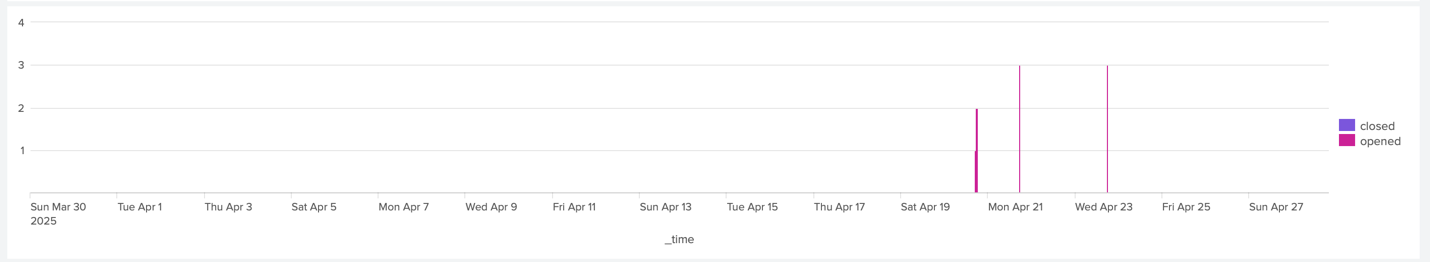 4
3
2
1
Sun Mar 30 Tue Apr 1 Thu Apr 3 Sat Apr 5 Mon Apr 7 Wed Apr 9 Fri Apr 11 Sun Apr 13 Tue Apr 15 Thu Apr 17 Sat Apr 19 Mon Apr 21 Wed Apr 23 Fri Apr 25 Sun Apr 27
2025
_time
closed
opened